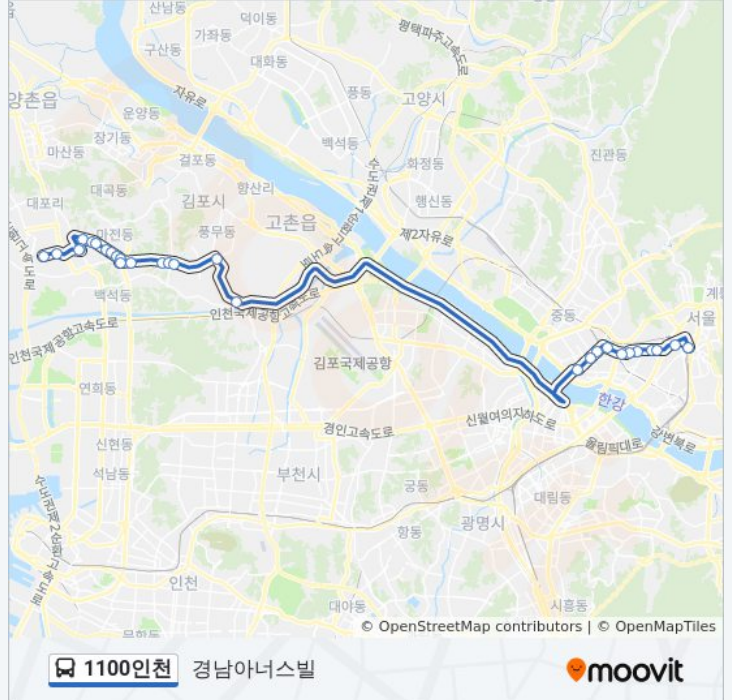 산남동
덕이동
가좌동
구산동
대화동
평택파주고속도로
풍동
고양시
양촌읍
자유로
운양동
장기동
백석동
마산동
걸포동
화정동
진관동
대곡동
향산리
대포리
김포시
고촌읍
행신동
풍무동
제2자유로
마전동
백석동
인천국제공항고속도로
중동
서울
인천국제공항고속도로
김포국제공항
연희동
한강
신월여의지하도로
강변북로
경인고속도로
올림픽대로
신현동
석남동
부천시
궁동
대림동
수도권제2순환고속도로
항동
광명시
인천
대야동
시흥동
© OpenStreetMap contributors | © OpenMapTiles
1100인천 경남아너스빌
moovit